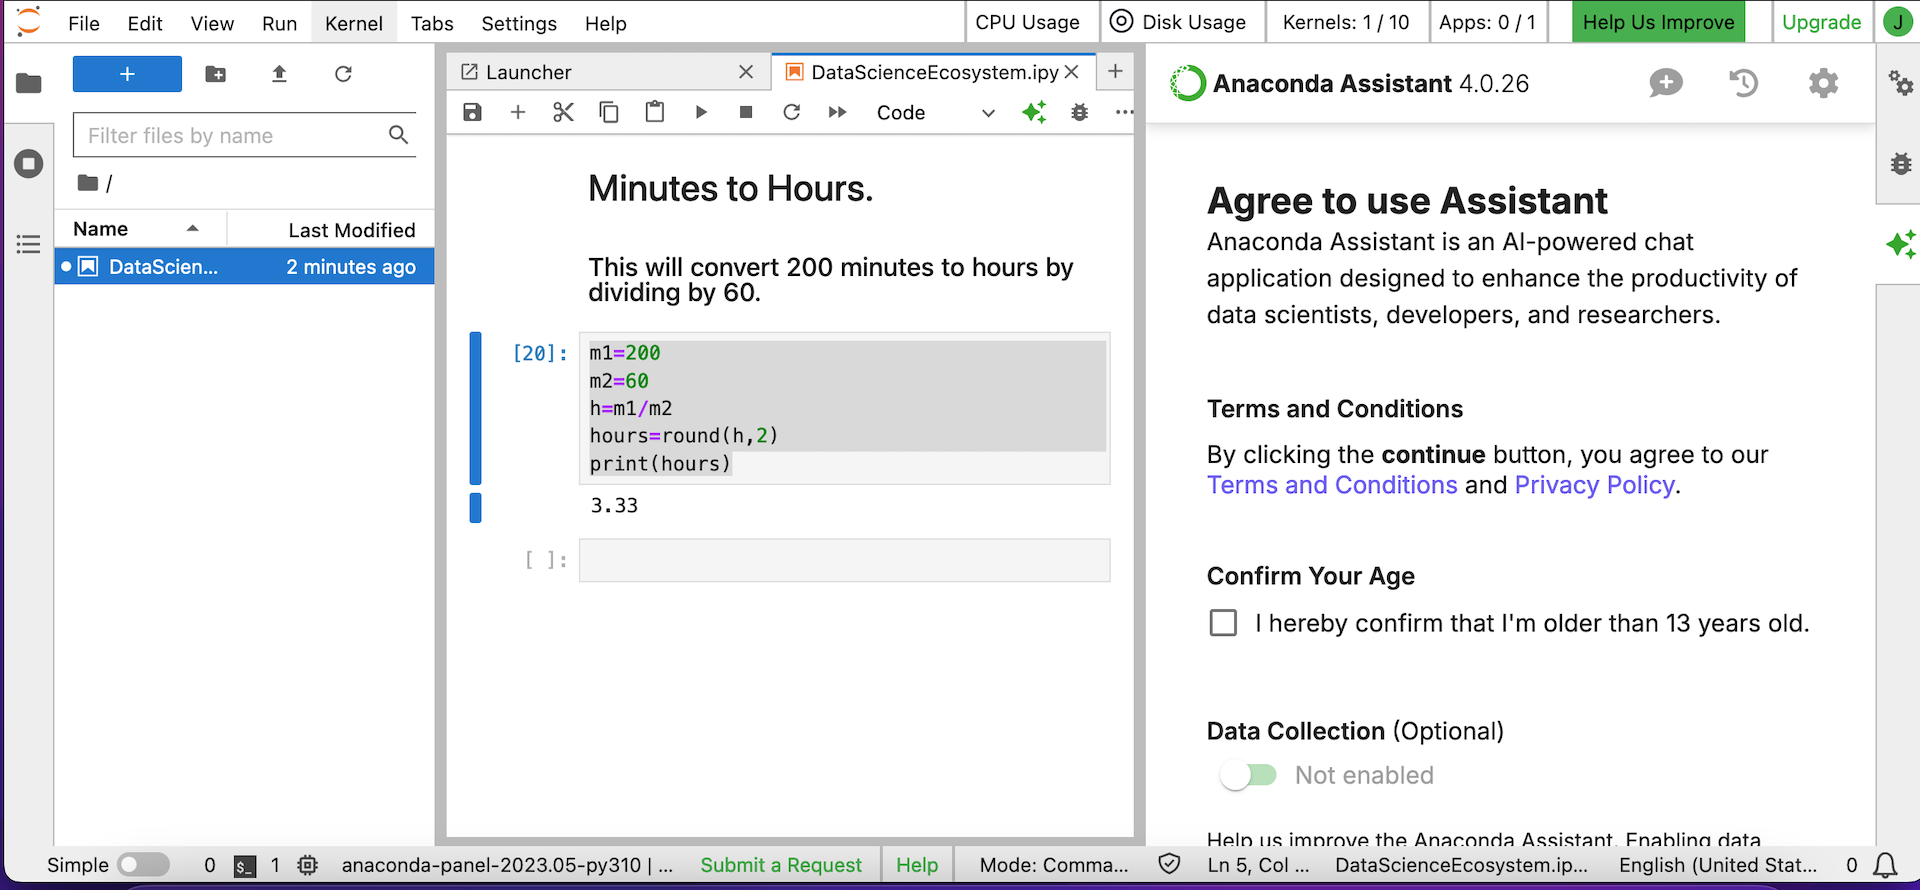 File Edit View Run Kernel Tabs Settings Help CPU Usage Disk Usage Kernels: 1 / 10 Apps: 0 / 1 Help Us Improve Upgrade J
+
Filter files by name
/
Name Last Modified
DataScien... 2 minutes ago
Launcher DataScienceEcosystem.ipy
Code
Minutes to Hours.
This will convert 200 minutes to hours by
dividing by 60.
[20]: m1=200
m2=60
h=m1/m2
hours=round(h,2)
print(hours)
3.33
[ ]:
Anaconda Assistant 4.0.26
Agree to use Assistant
Anaconda Assistant is an AI-powered chat
application designed to enhance the productivity of
data scientists, developers, and researchers.
Terms and Conditions
By clicking the continue button, you agree to our
Terms and Conditions and Privacy Policy.
Confirm Your Age
I hereby confirm that I'm older than 13 years old.
Data Collection (Optional)
Not enabled
Help us improve the Anaconda Assistant. Enabling data
Simple 0 $_ 1 anaconda-panel-2023.05-py310 | ... Submit a Request Help Mode: Comma... Ln 5, Col ... DataScienceEcosystem.ip... English (United Stat... 0